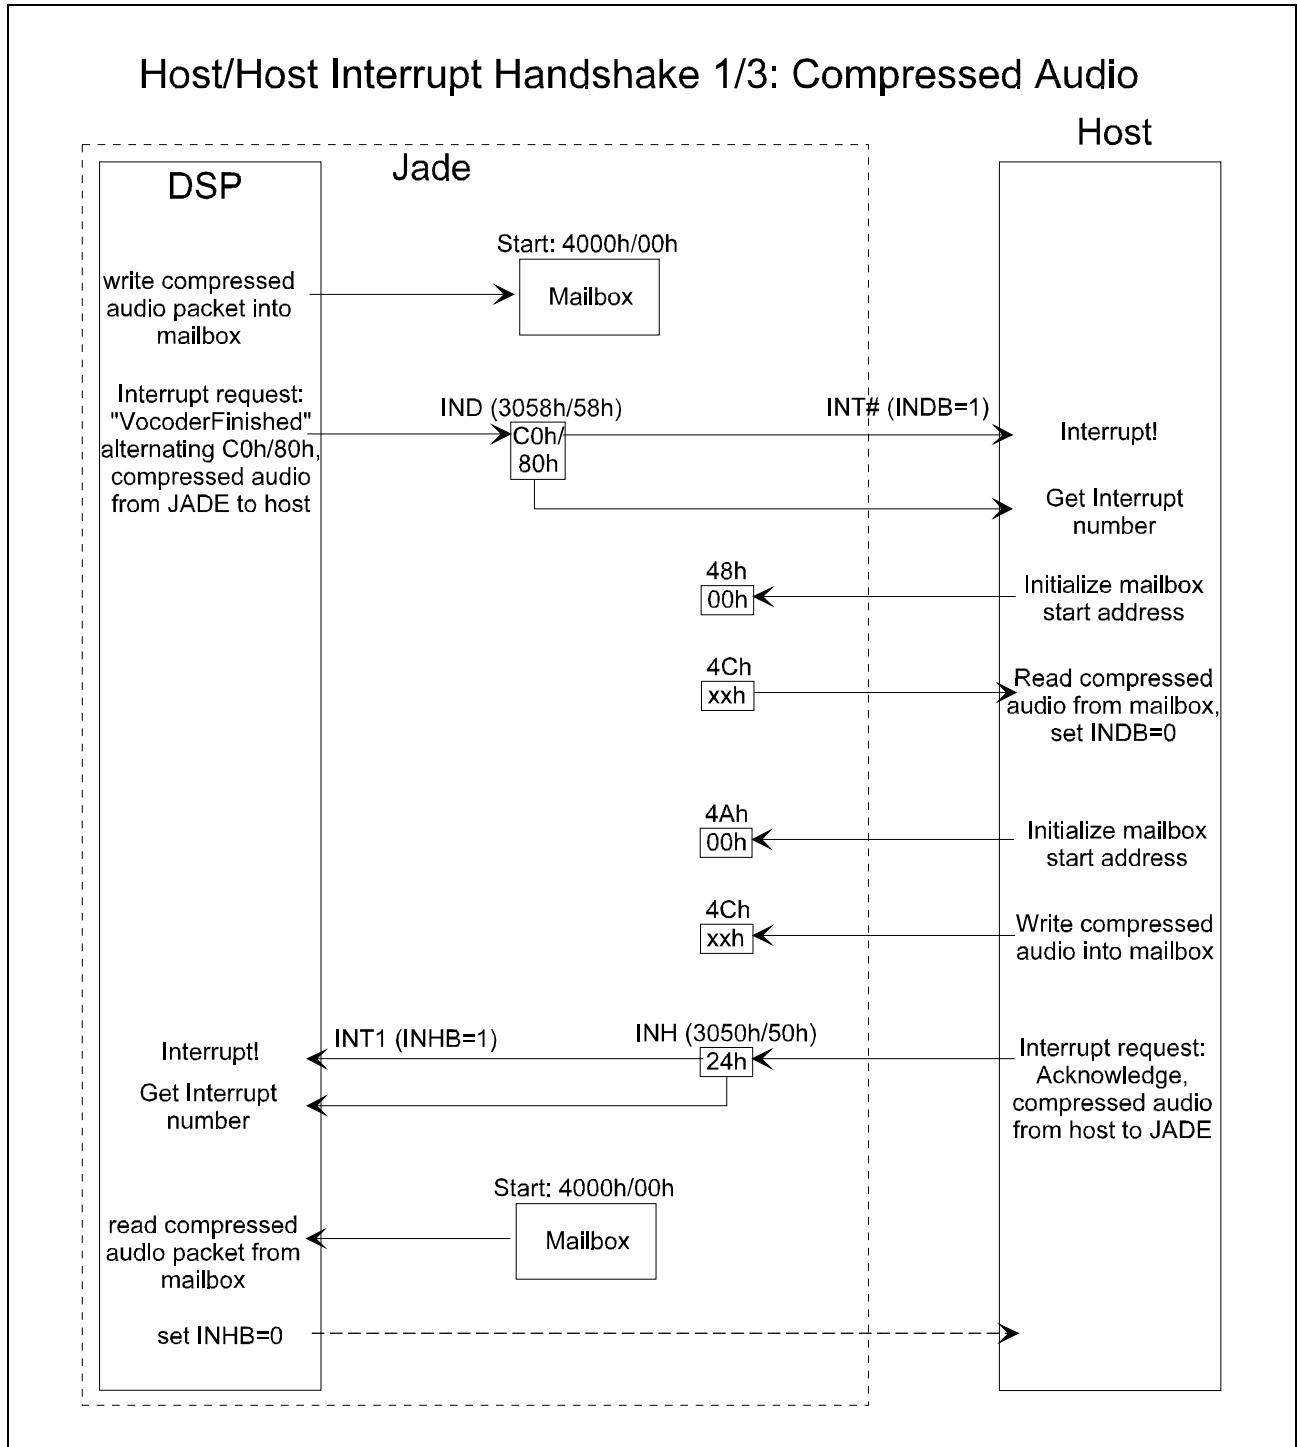 Host/Host Interrupt Handshake 1/3: Compressed Audio
Host
Jade
DSP
Start: 4000h/00h
write compressed
audio packet into
mailbox
Mailbox
Interrupt request:
"VocoderFinished"
alternating C0h/80h,
compressed audio
from JADE to host
IND (3058h/58h)
C0h/
80h
INT# (INDB=1)
Interrupt!
Get Interrupt
number
48h
00h
Initialize mailbox
start address
4Ch
xxh
Read compressed
audio from mailbox,
set INDB=0
4Ah
00h
Initialize mailbox
start address
4Ch
xxh
Write compressed
audio into mailbox
Interrupt!
INT1 (INHB=1)
INH (3050h/50h)
24h
Interrupt request:
Acknowledge,
compressed audio
from host to JADE
Get Interrupt
number
Start: 4000h/00h
read compressed
audio packet from
mailbox
Mailbox
set INHB=0